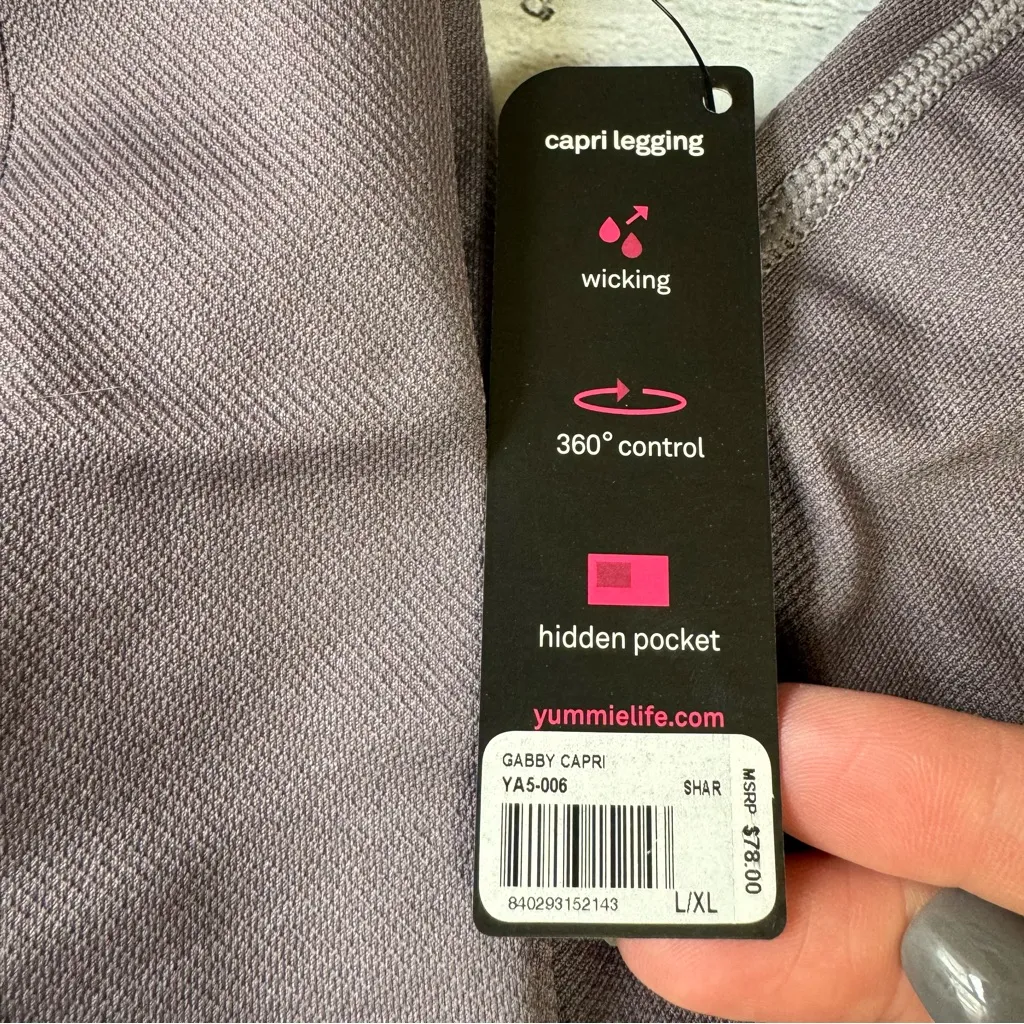 capri legging
wicking
360° control
hidden pocket
yummielife.com
GABBY CAPRI
YA5-006 SHAR
840293152143 L/XL
MSRP $78.00